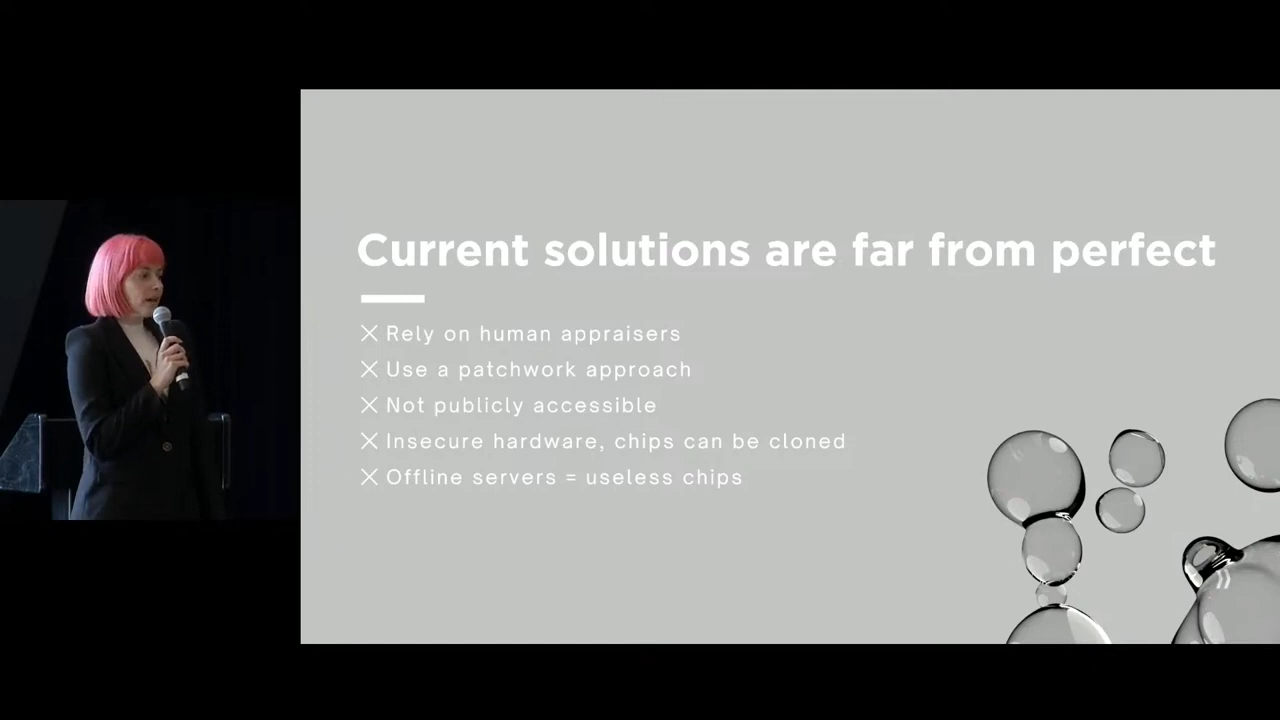 Current solutions are far from perfect
Rely on human appraisers
Use a patchwork approach
Not publicly accessible
Insecure hardware, chips can be cloned
Offline servers = useless chips